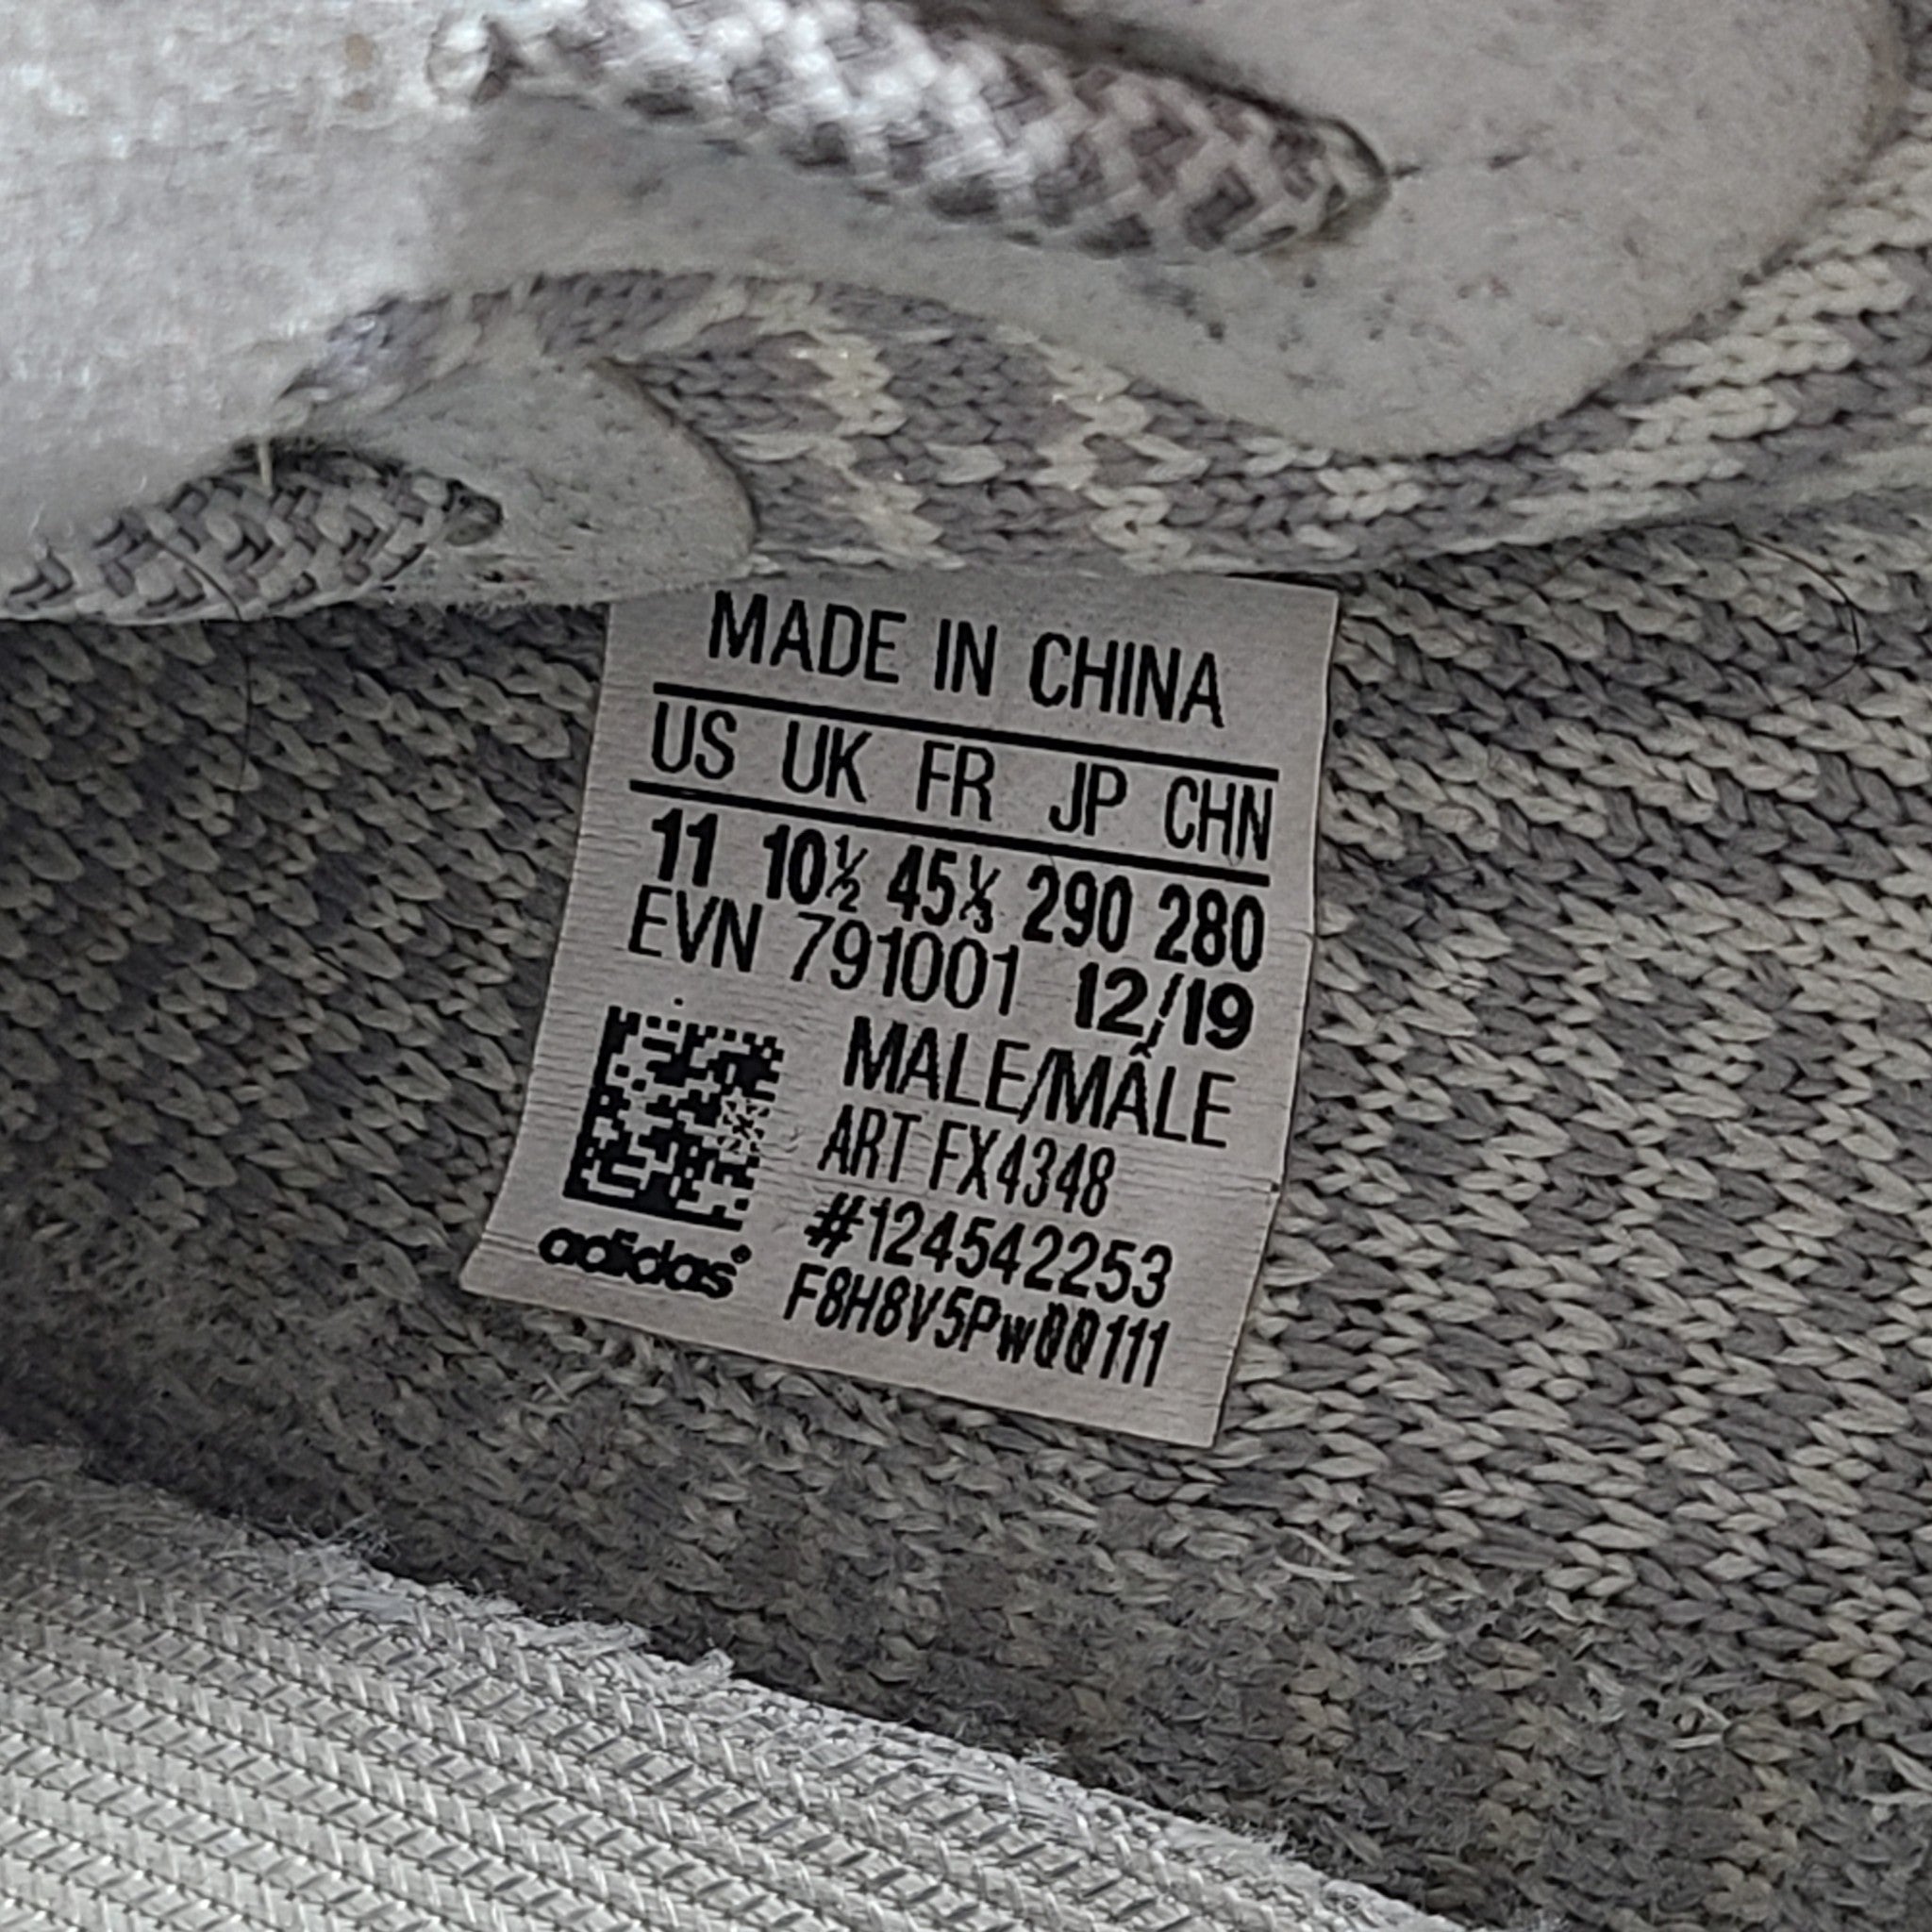 MADE IN CHINA
US UK FR JP CHN
11 10½ 45⅓ 290 280
EVN 791001 12/19
MALE/MÂLE
ART FX4348
#124542253
adidas
F8H8V5PwQQ111